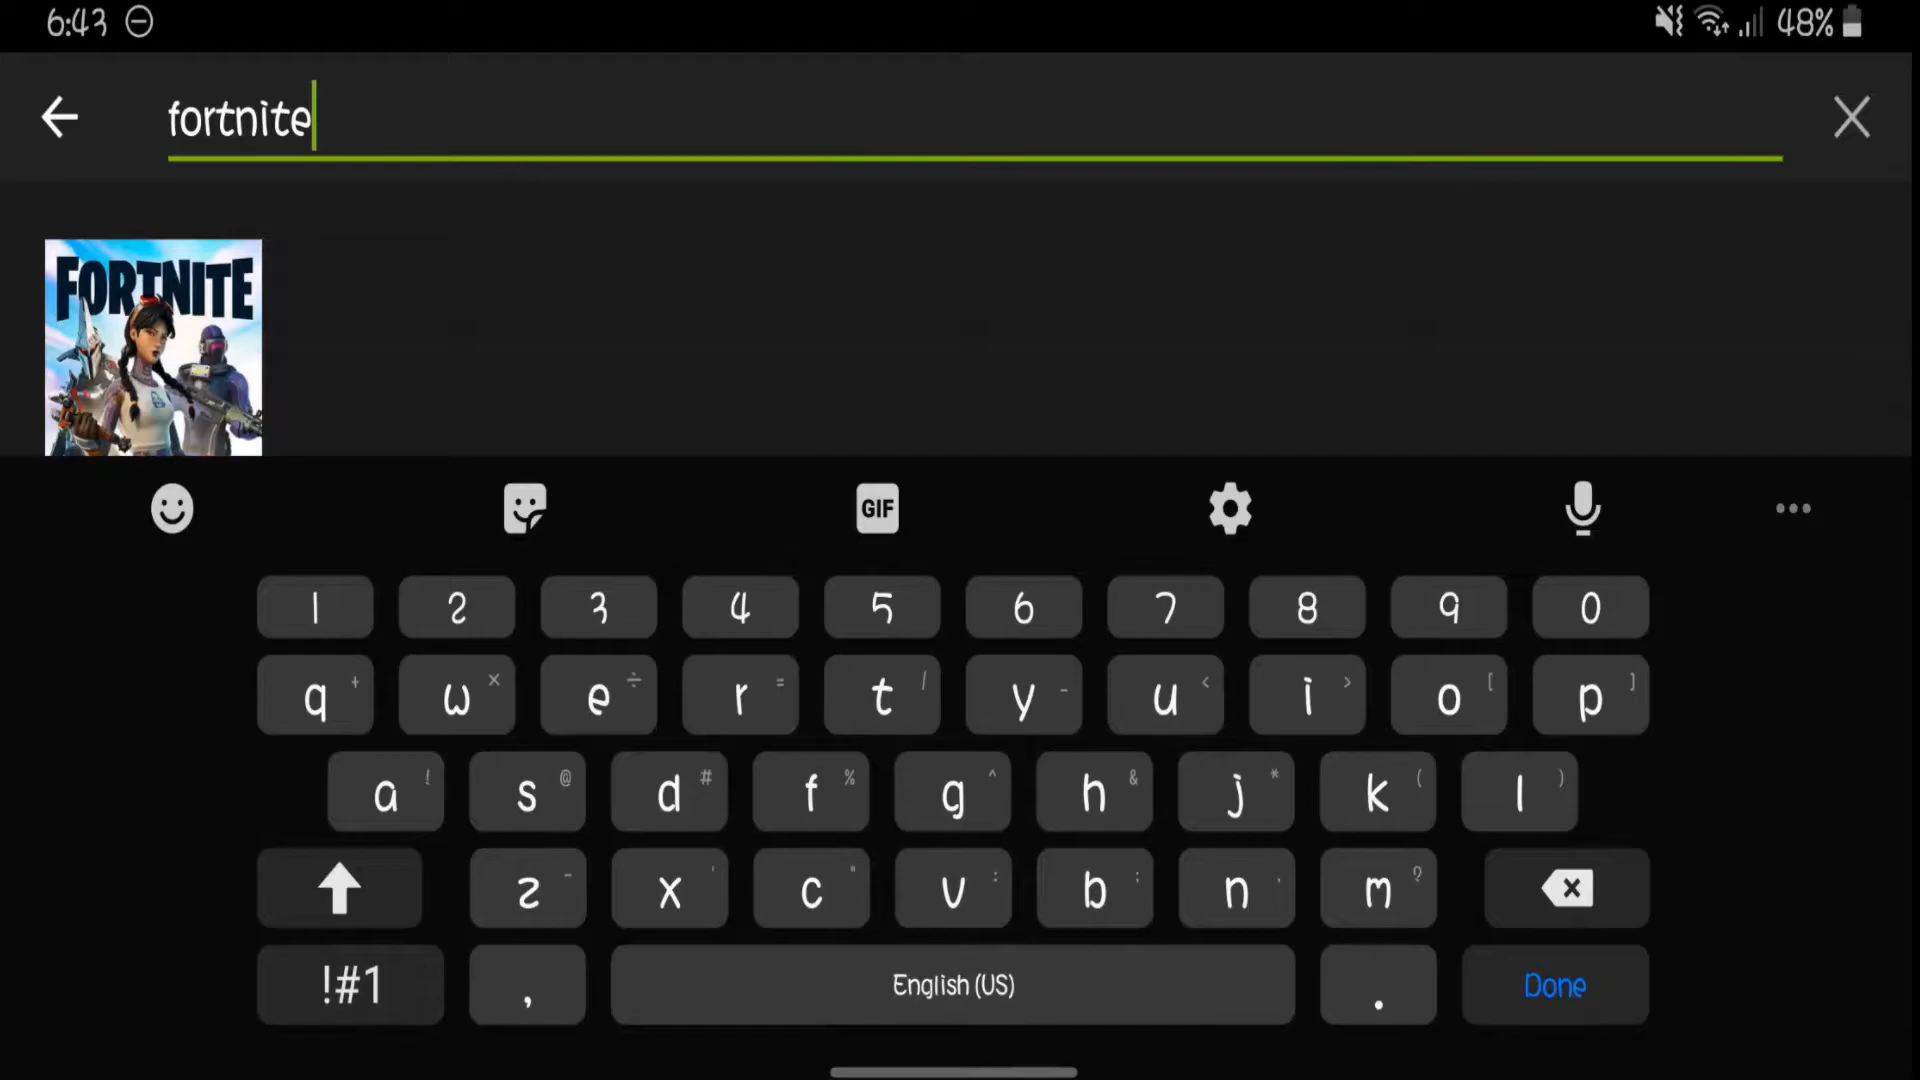 6:43 48%
fortnite
FORTNITE
GIF
1 2 3 4 5 6 7 8 9 0
q + w × e ÷ r = t / y - u < i > o [ p ]
a ! s @ d # f % g ^ h & j * k ( l )
z - x ' c " v : b ; n , m ?
!#1 , English (US) . Done